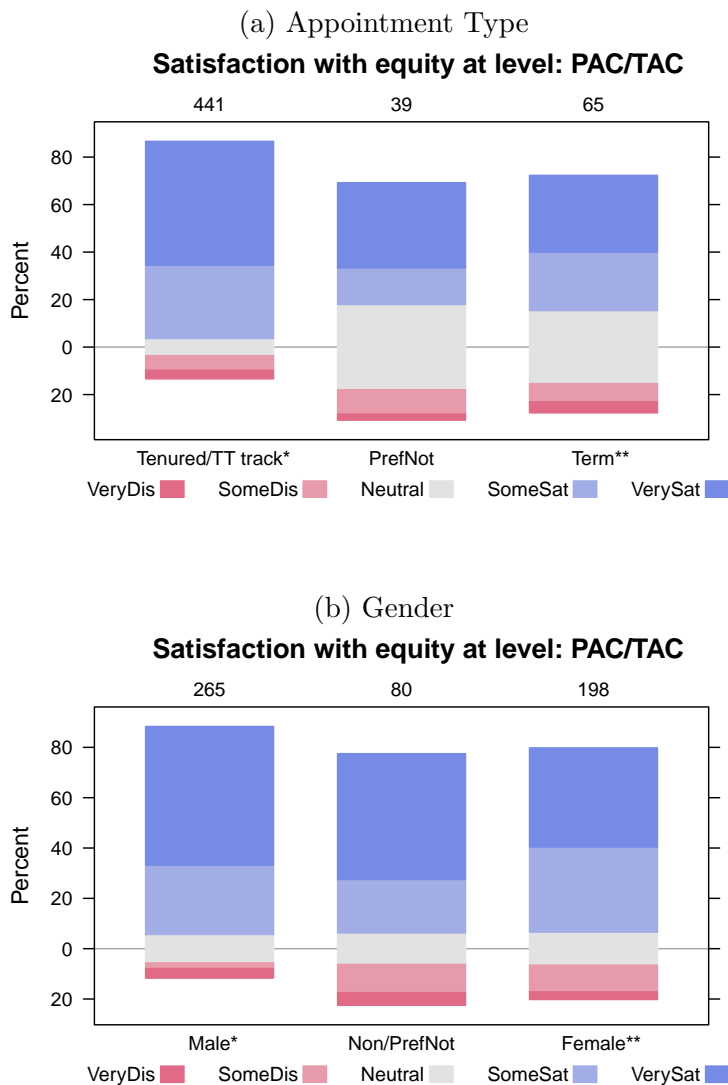 (a) Appointment Type
Satisfaction with equity at level: PAC/TAC
441 39 65
80
60
40
20
0
20
Percent
Tenured/TT track* PrefNot Term**
VeryDis SomeDis Neutral SomeSat VerySat
(b) Gender
Satisfaction with equity at level: PAC/TAC
265 80 198
80
60
40
20
0
20
Percent
Male* Non/PrefNot Female**
VeryDis SomeDis Neutral SomeSat VerySat